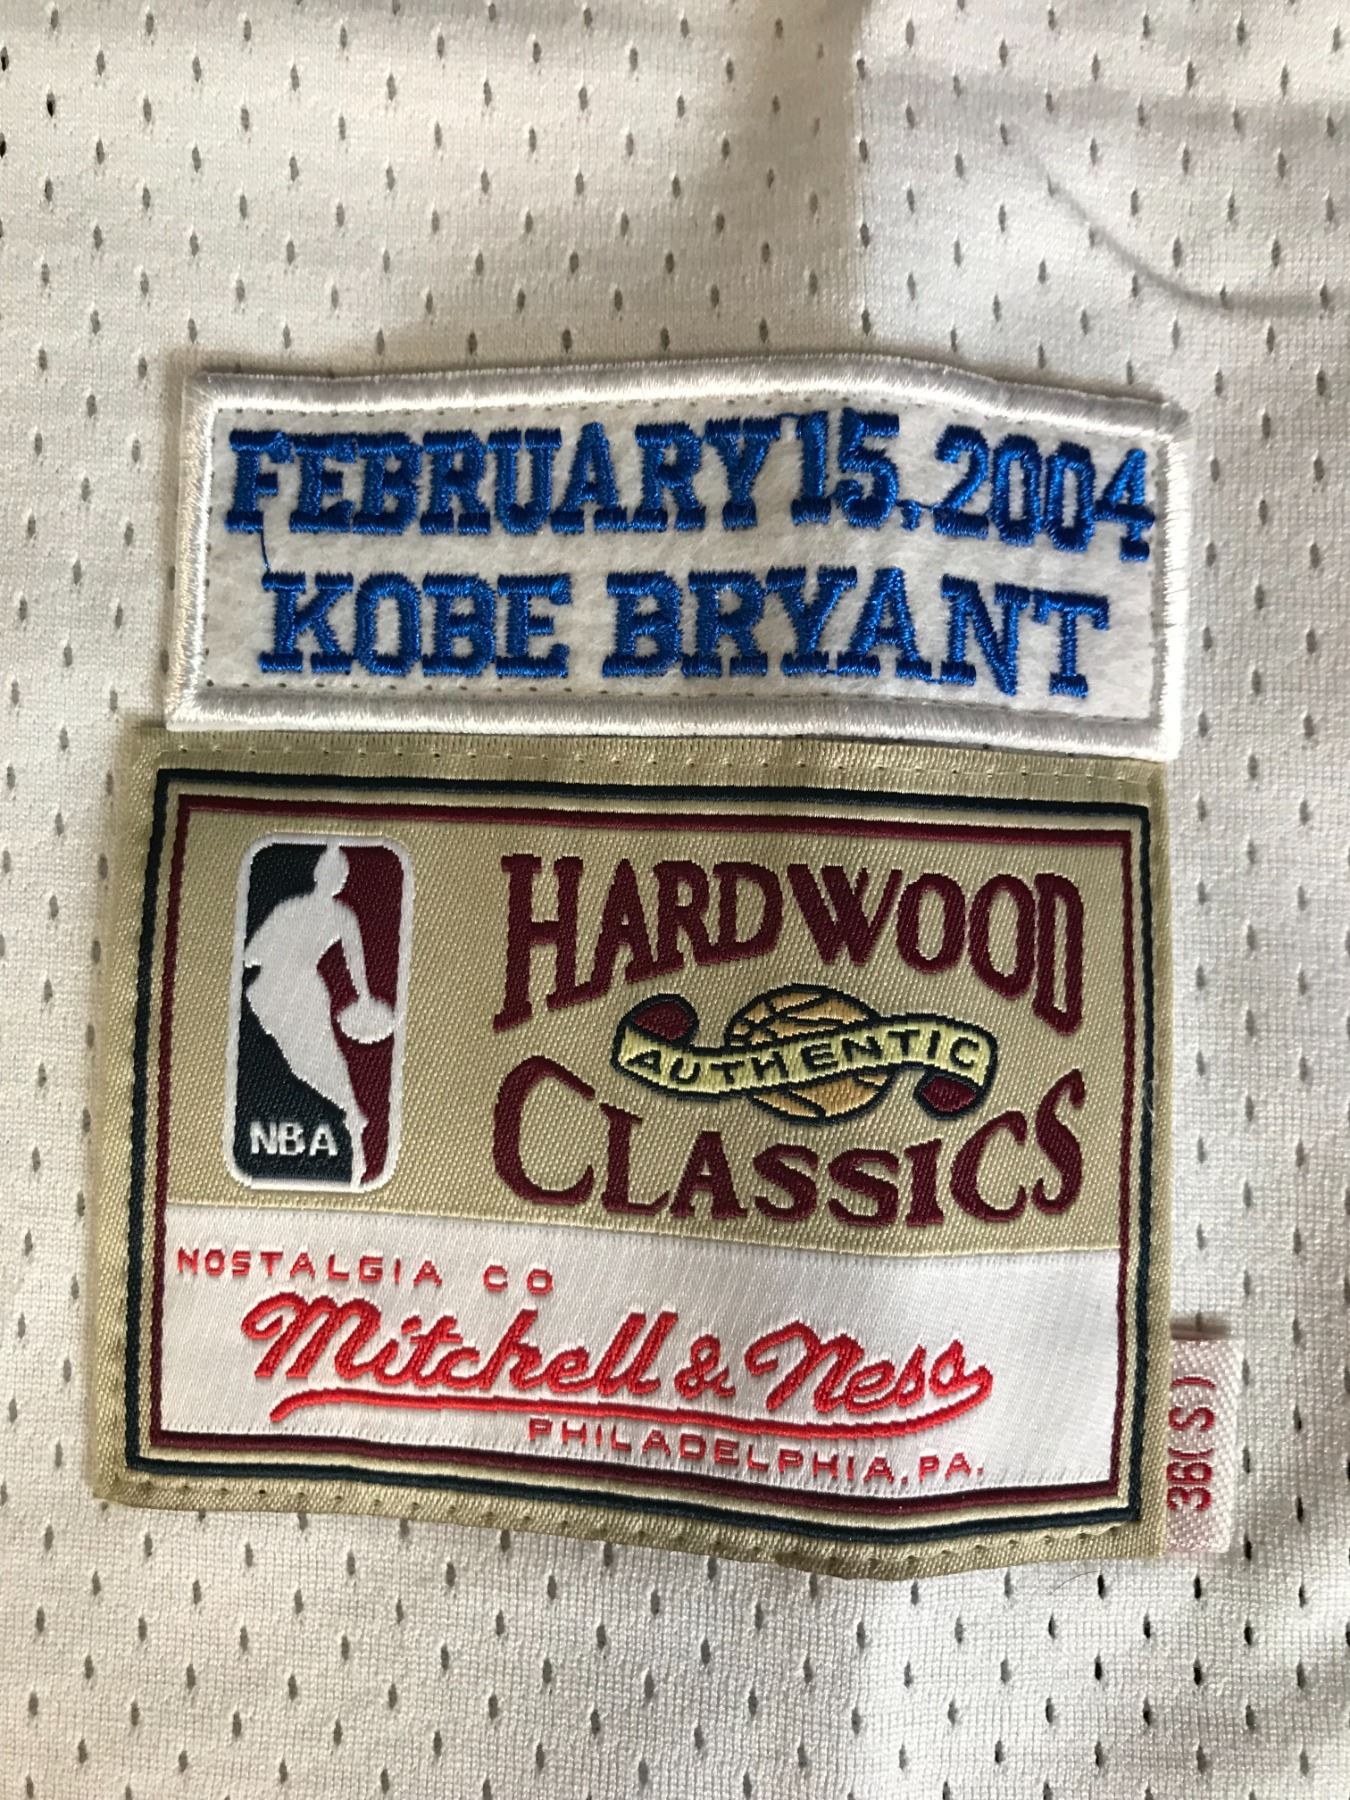 FEBRUARY 15, 2004
KOBE BRYANT
NBA
HARDWOOD
AUTHENTIC
CLASSICS
NOSTALGIA CO
Mitchell & Ness
PHILADELPHIA, PA.
36(S)